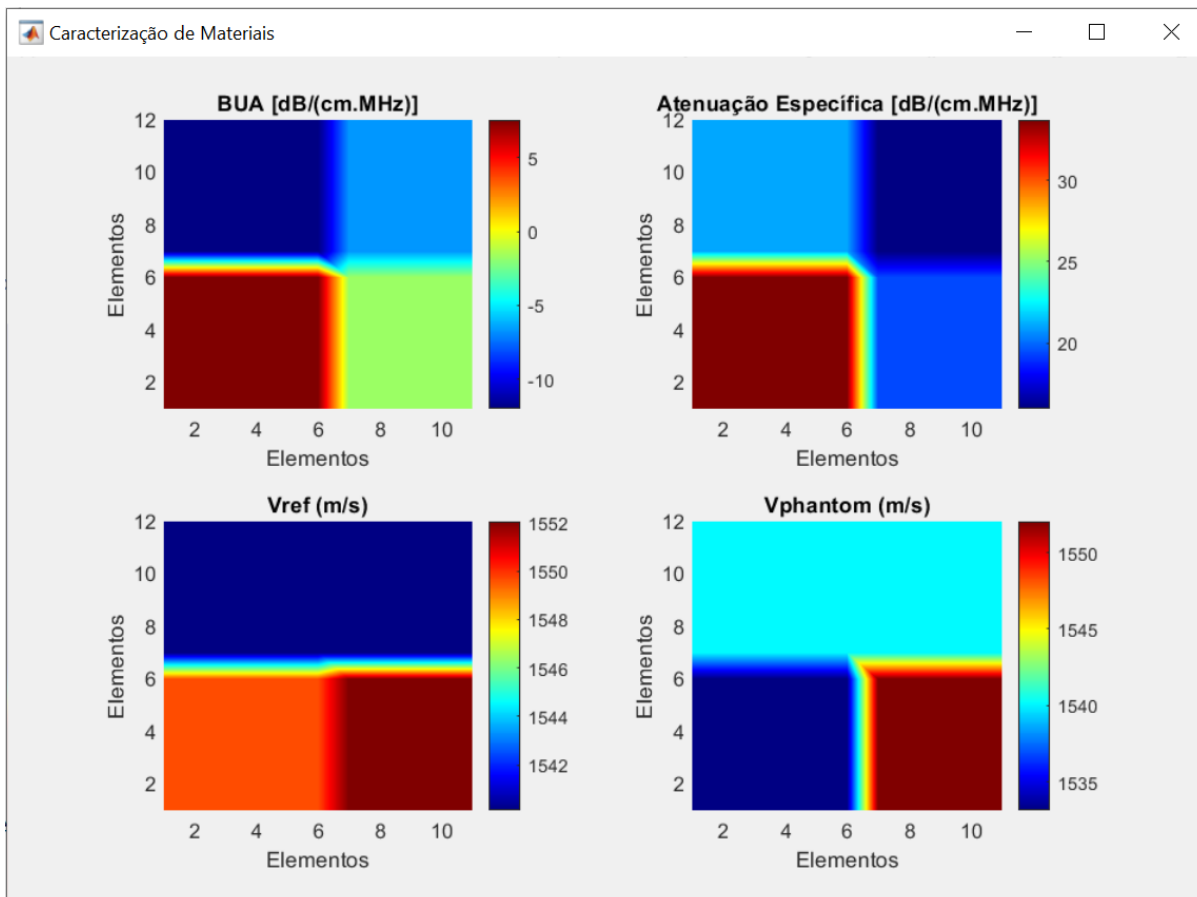 Caracterização de Materiais
BUA [dB/(cm.MHz)]
12
10
8
6
4
2
Elementos
2 4 6 8 10
Elementos
5
0
-5
-10
Atenuação Específica [dB/(cm.MHz)]
12
10
8
6
4
2
Elementos
2 4 6 8 10
Elementos
30
25
20
Vref (m/s)
12
10
8
6
4
2
Elementos
2 4 6 8 10
Elementos
1552
1550
1548
1546
1544
1542
Vphantom (m/s)
12
10
8
6
4
2
Elementos
2 4 6 8 10
Elementos
1550
1545
1540
1535